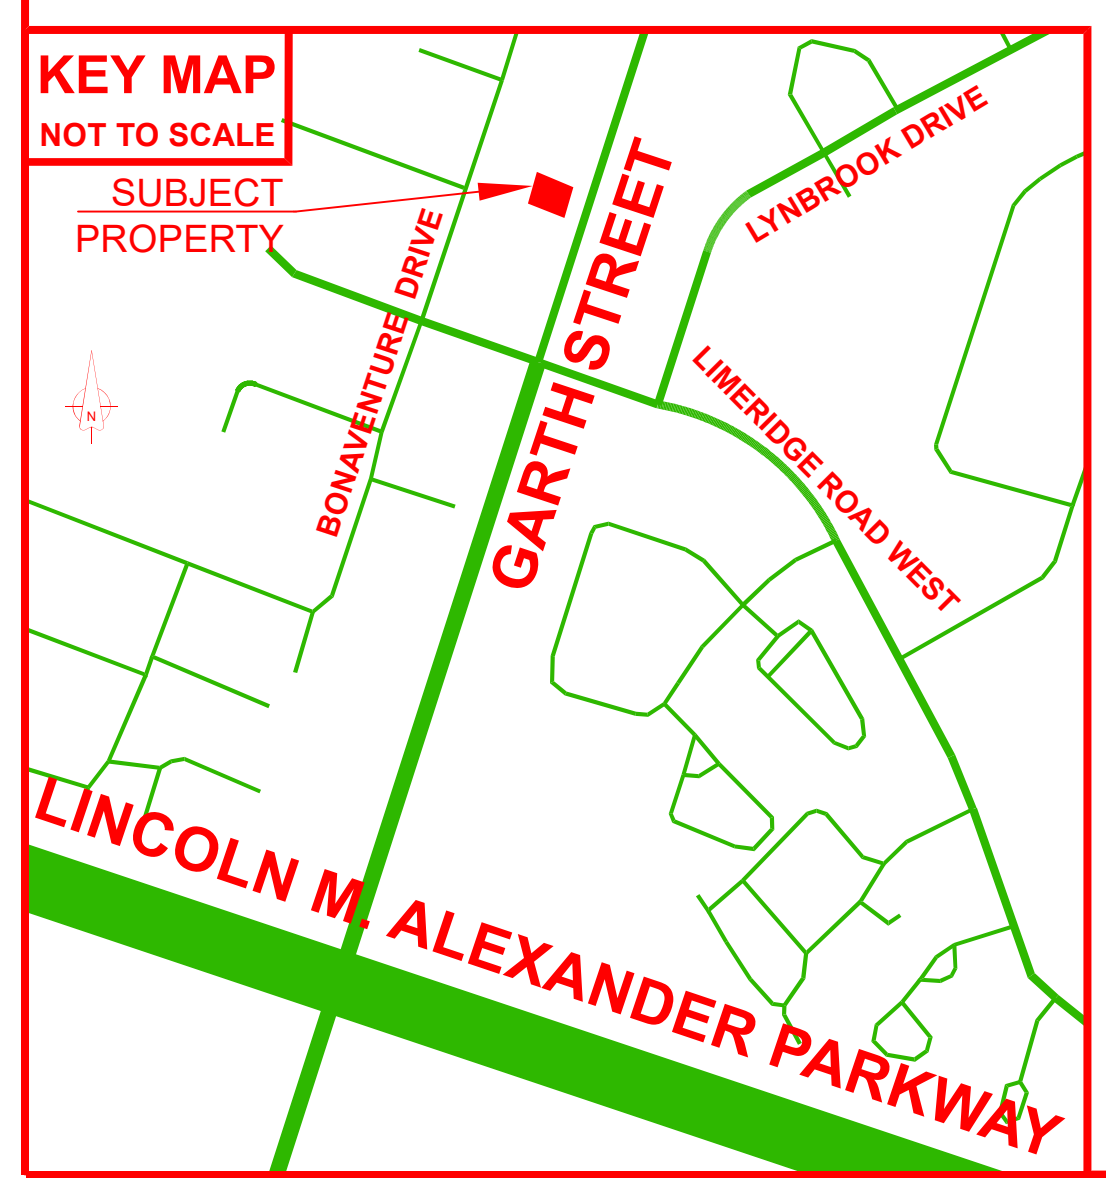 KEY MAP
NOT TO SCALE
SUBJECT
PROPERTY
BONAVENTURE DRIVE
GARTH STREET
LYNBROOK DRIVE
LIMERIDGE ROAD WEST
N
LINCOLN M. ALEXANDER PARKWAY